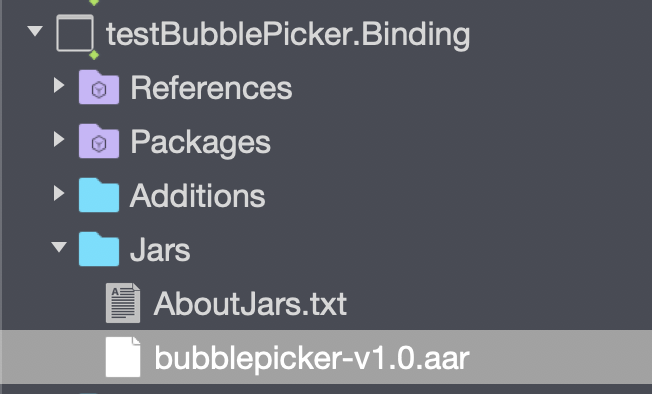 testBubblePicker.Binding
References
Packages
Additions
Jars
AboutJars.txt
bubblepicker-v1.0.aar